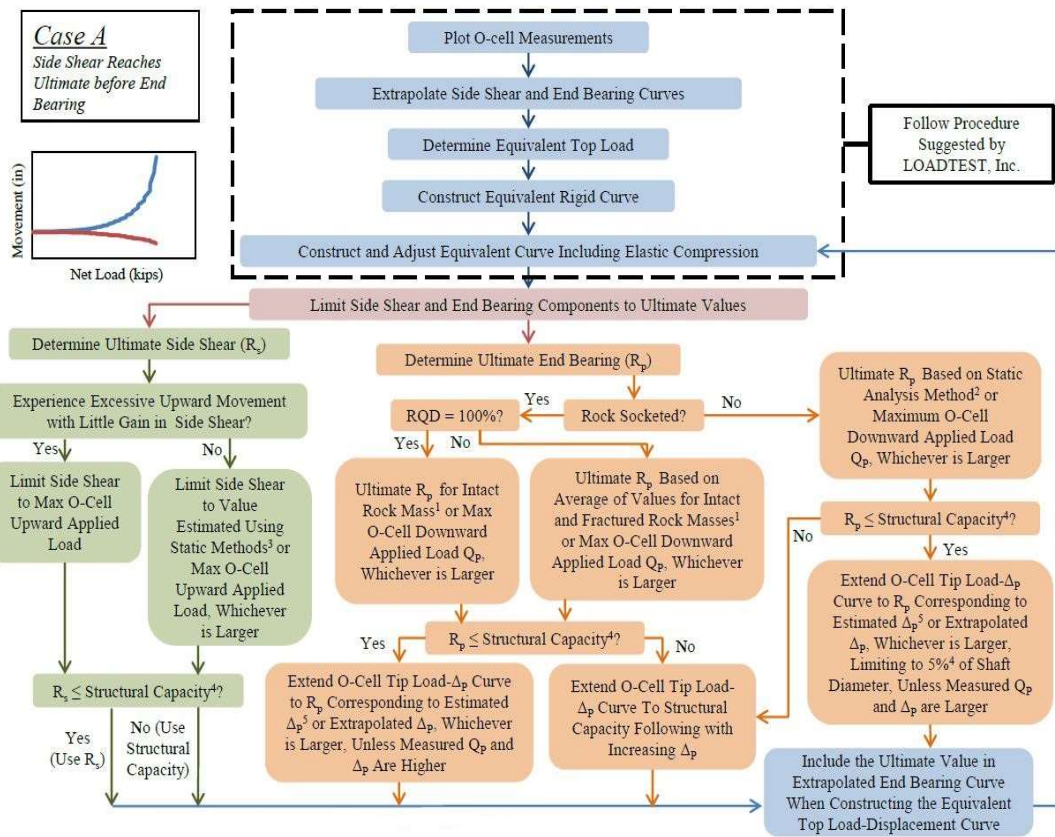 Case A
Side Shear Reaches
Ultimate before End
Bearing
Movement (in)
Net Load (kips)
Plot O-cell Measurements
Extrapolate Side Shear and End Bearing Curves
Determine Equivalent Top Load
Construct Equivalent Rigid Curve
Construct and Adjust Equivalent Curve Including Elastic Compression
Follow Procedure
Suggested by
LOADTEST, Inc.
Limit Side Shear and End Bearing Components to Ultimate Values
Determine Ultimate Side Shear (Rs)
Experience Excessive Upward Movement
with Little Gain in Side Shear?
Yes
No
Limit Side Shear
to Max O-Cell
Upward Applied
Load
Limit Side Shear
to Value
Estimated Using
Static Methods³ or
Max O-Cell
Upward Applied
Load, Whichever
is Larger
Rs ≤ Structural Capacity⁴?
Yes
(Use Rs)
No (Use
Structural
Capacity)
Determine Ultimate End Bearing (Rp)
Rock Socketed?
Yes
No
RQD = 100%?
Yes
No
Ultimate Rp for Intact
Rock Mass¹ or Max
O-Cell Downward
Applied Load QP,
Whichever is Larger
Ultimate Rp Based on
Average of Values for Intact
and Fractured Rock Masses¹
or Max O-Cell Downward
Applied Load QP, Whichever
is Larger
Rp ≤ Structural Capacity⁴?
Yes
No
Extend O-Cell Tip Load-ΔP Curve
to Rp Corresponding to Estimated
ΔP⁵ or Extrapolated ΔP, Whichever
is Larger, Unless Measured QP and
ΔP Are Higher
Extend O-Cell Tip Load-
ΔP Curve To Structural
Capacity Following with
Increasing ΔP
Ultimate Rp Based on Static
Analysis Method² or
Maximum O-Cell
Downward Applied Load
QP, Whichever is Larger
Rp ≤ Structural Capacity⁴?
No
Yes
Extend O-Cell Tip Load-ΔP
Curve to Rp Corresponding to
Estimated ΔP⁵ or Extrapolated
ΔP, Whichever is Larger,
Limiting to 5%⁴ of Shaft
Diameter, Unless Measured QP
and ΔP are Larger
Include the Ultimate Value in
Extrapolated End Bearing Curve
When Constructing the Equivalent
Top Load-Displacement Curve